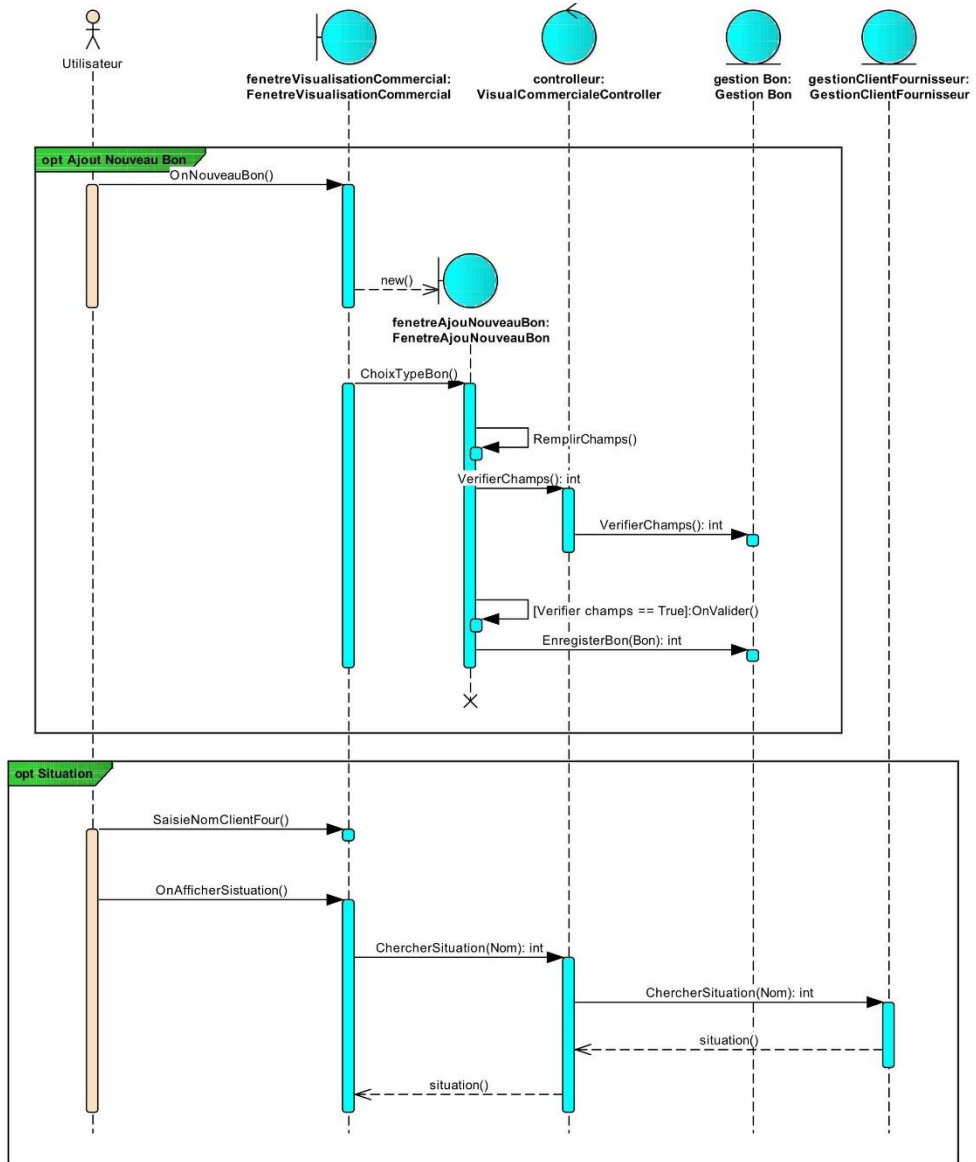 Utilisateur
fenetreVisualisationCommercial:
FenetreVisualisationCommercial
controlleur:
VisualCommercialeController
gestion Bon:
Gestion Bon
gestionClientFournisseur:
GestionClientFournisseur
opt Ajout Nouveau Bon
OnNouveauBon()
new()
fenetreAjouNouveauBon:
FenetreAjouNouveauBon
ChoixTypeBon()
RemplirChamps()
VerifierChamps(): int
VerifierChamps(): int
[Verifier champs == True]:OnValider()
EnregisterBon(Bon): int
opt Situation
SaisieNomClientFour()
OnAfficherSistuation()
ChercherSituation(Nom): int
ChercherSituation(Nom): int
situation()
situation()